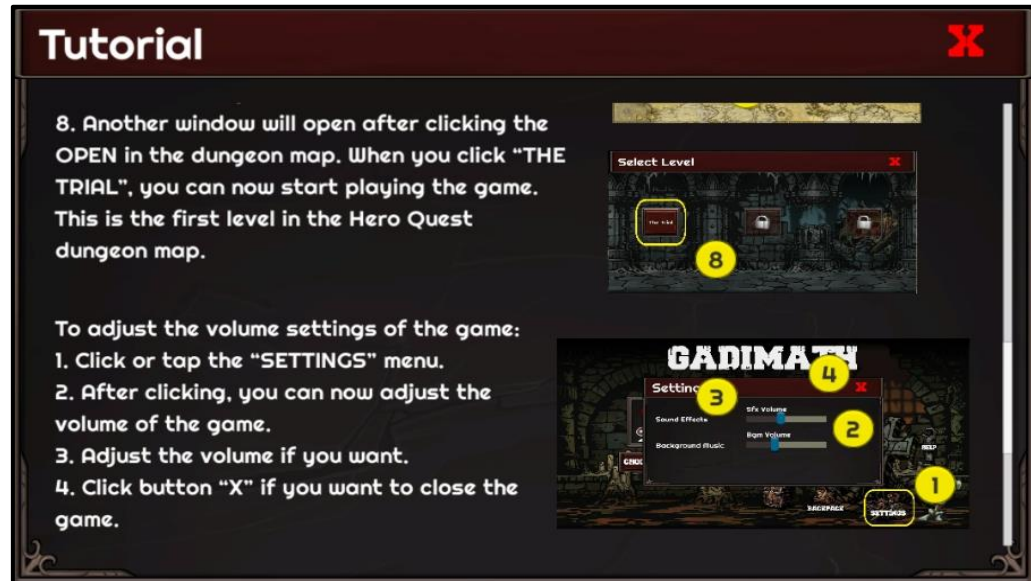 Tutorial
X
8. Another window will open after clicking the
OPEN in the dungeon map. When you click “THE
TRIAL”, you can now start playing the game.
This is the first level in the Hero Quest
dungeon map.
Select Level
X
The Trial
8
To adjust the volume settings of the game:
1. Click or tap the “SETTINGS” menu.
2. After clicking, you can now adjust the
volume of the game.
3. Adjust the volume if you want.
4. Click button “X” if you want to close the
game.
GADIMATH
4
X
3
Sfx Volume
Sound Effects
2
Bgm Volume
Background Music
HELP
1
BACKPACK
SETTINGS